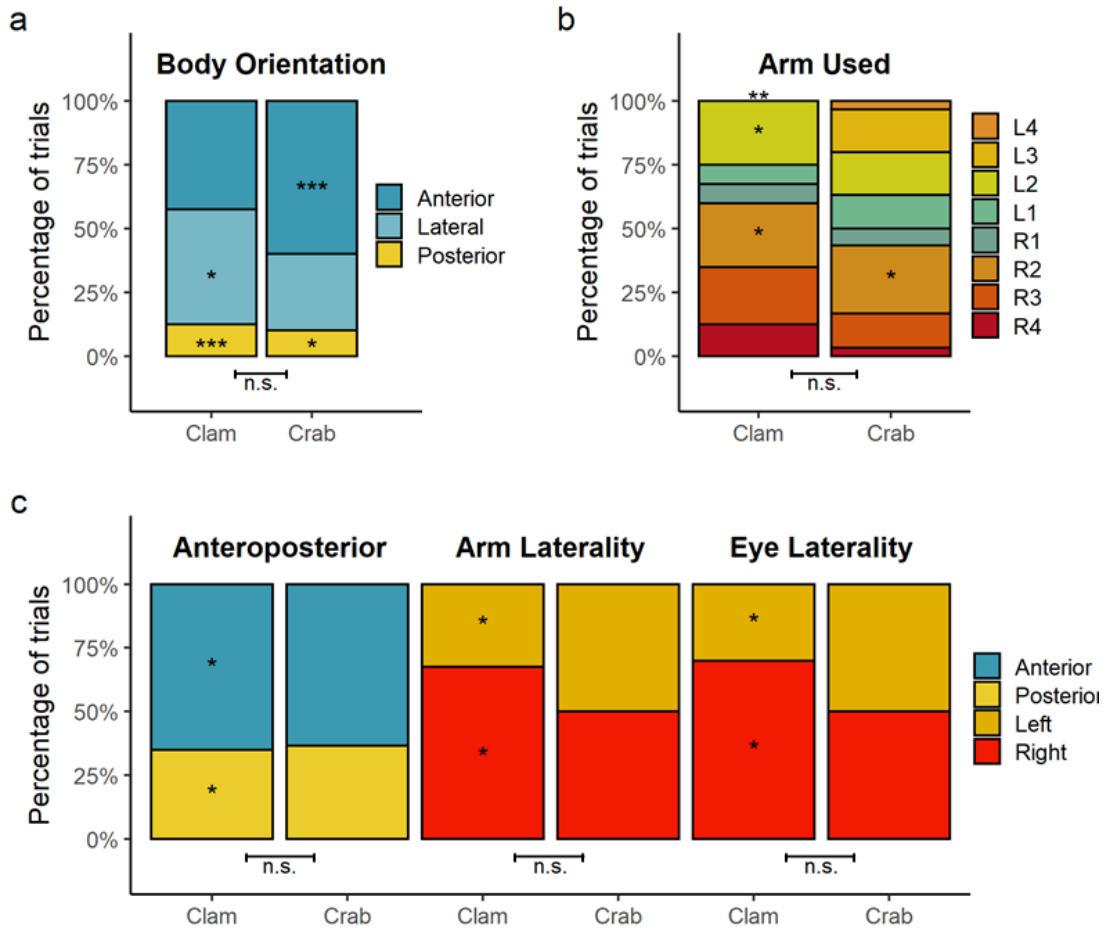 a
Body Orientation
Percentage of trials
100%
75%
50%
25%
0%
***
*
***
*
n.s.
Clam Crab
Anterior
Lateral
Posterior
b
Arm Used
Percentage of trials
100%
75%
50%
25%
0%
**
*
*
*
n.s.
Clam Crab
L4
L3
L2
L1
R1
R2
R3
R4
c
Anteroposterior Arm Laterality Eye Laterality
Percentage of trials
100%
75%
50%
25%
0%
* * *
* * *
n.s. n.s. n.s.
Clam Crab Clam Crab Clam Crab
Anterior
Posterior
Left
Right